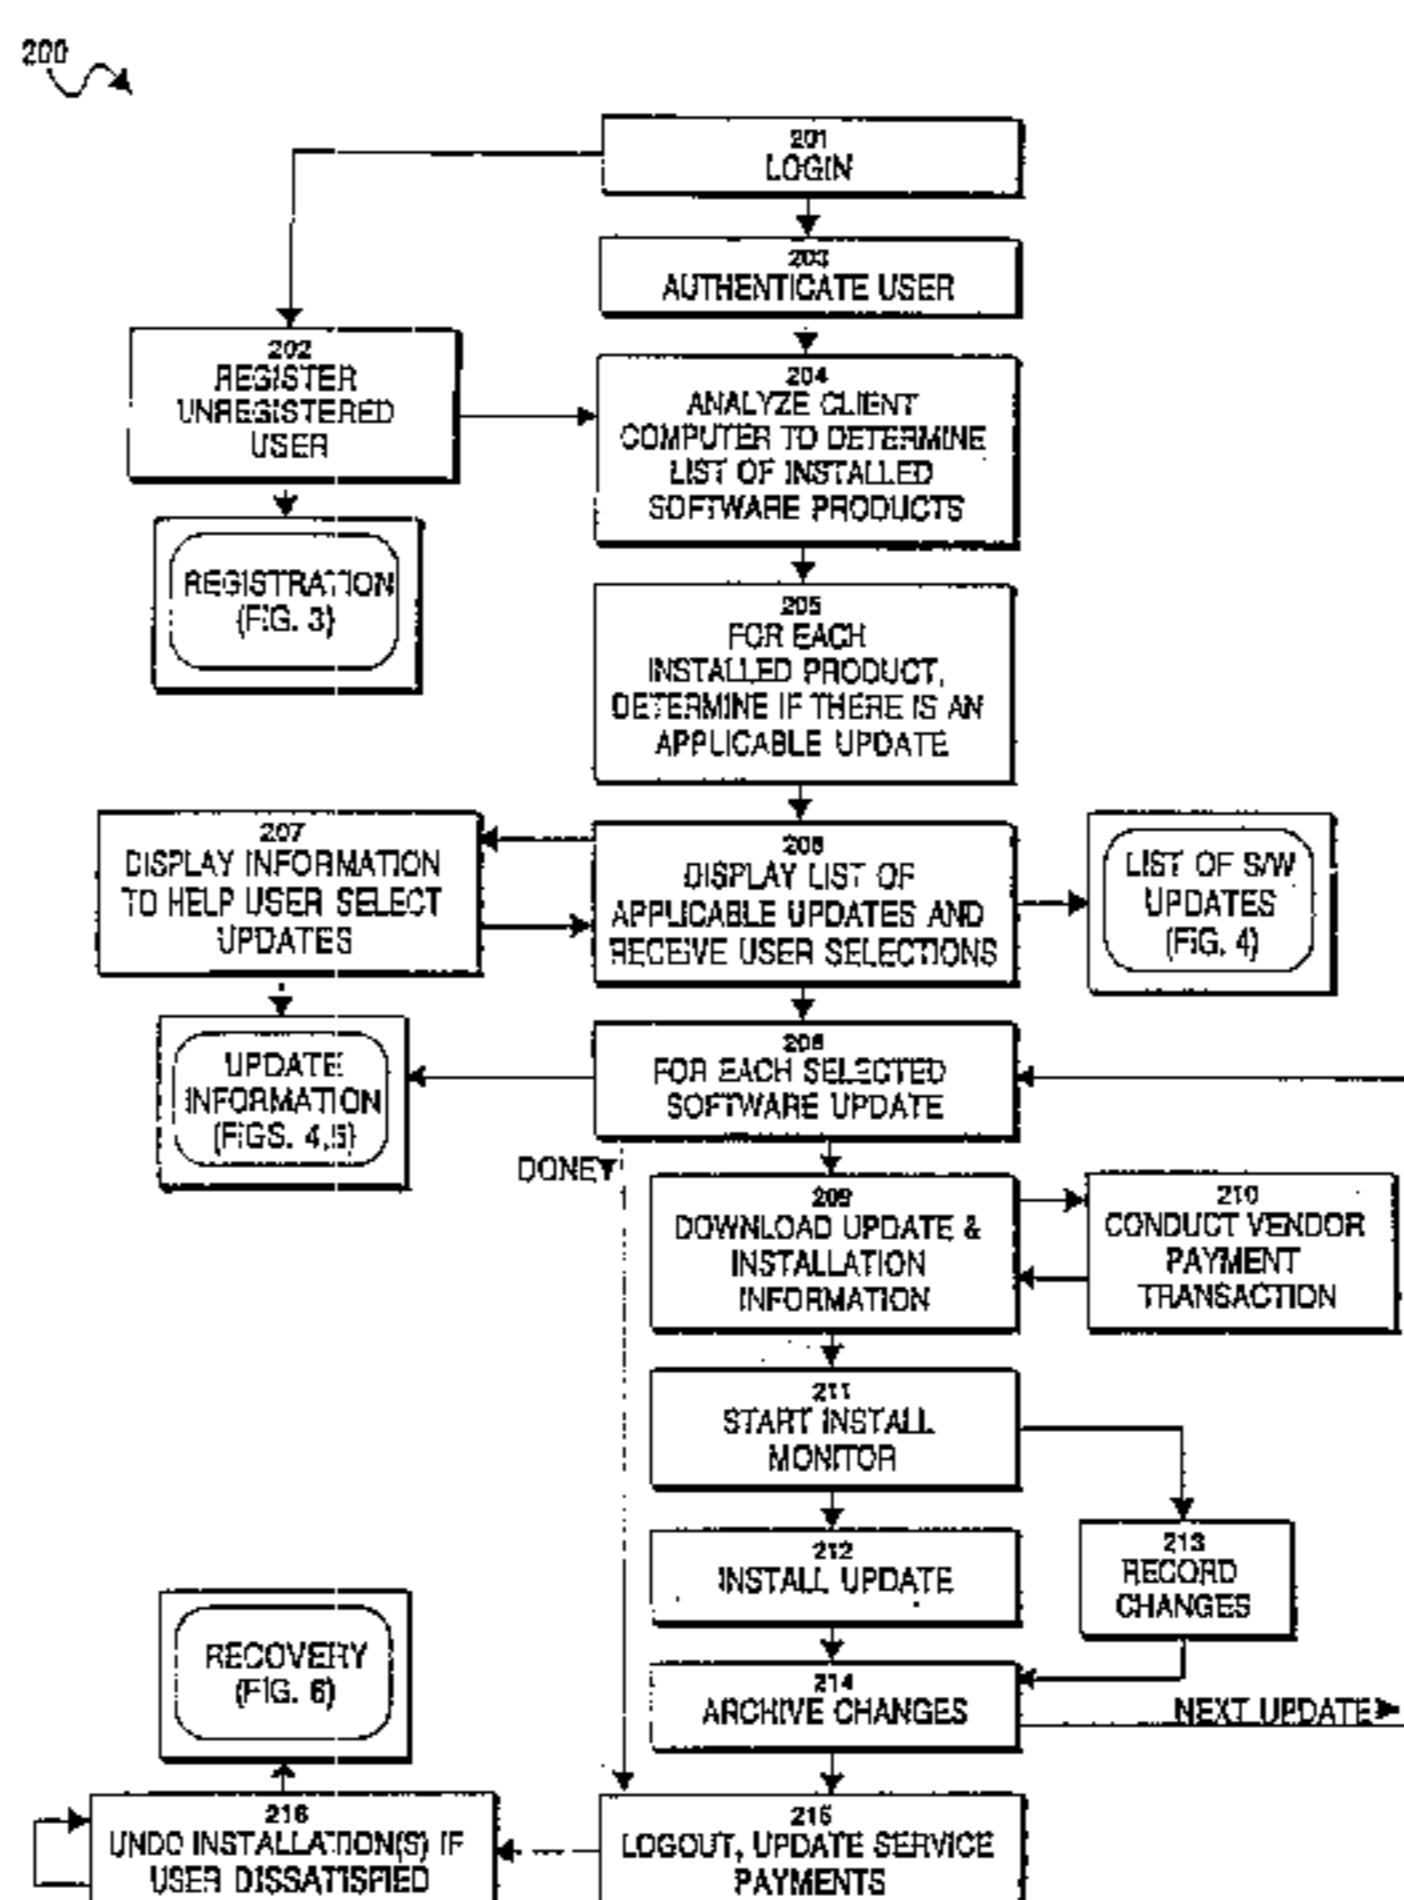 200
201
LOGIN
203
AUTHENTICATE USER
202
REGISTER
UNREGISTERED
USER
204
ANALYZE CLIENT
COMPUTER TO DETERMINE
LIST OF INSTALLED
SOFTWARE PRODUCTS
REGISTRATION
(FIG. 3)
205
FOR EACH
INSTALLED PRODUCT,
DETERMINE IF THERE IS AN
APPLICABLE UPDATE
207
DISPLAY INFORMATION
TO HELP USER SELECT
UPDATES
206
DISPLAY LIST OF
APPLICABLE UPDATES AND
RECEIVE USER SELECTIONS
LIST OF S/W
UPDATES
(FIG. 4)
UPDATE
INFORMATION
(FIGS. 4,5)
208
FOR EACH SELECTED
SOFTWARE UPDATE
DONE
209
DOWNLOAD UPDATE &
INSTALLATION
INFORMATION
210
CONDUCT VENDOR
PAYMENT
TRANSACTION
211
START INSTALL
MONITOR
212
INSTALL UPDATE
213
RECORD
CHANGES
RECOVERY
(FIG. 6)
214
ARCHIVE CHANGES
NEXT UPDATE
216
UNDO INSTALLATION(S) IF
USER DISSATISFIED
215
LOGOUT, UPDATE SERVICE
PAYMENTS